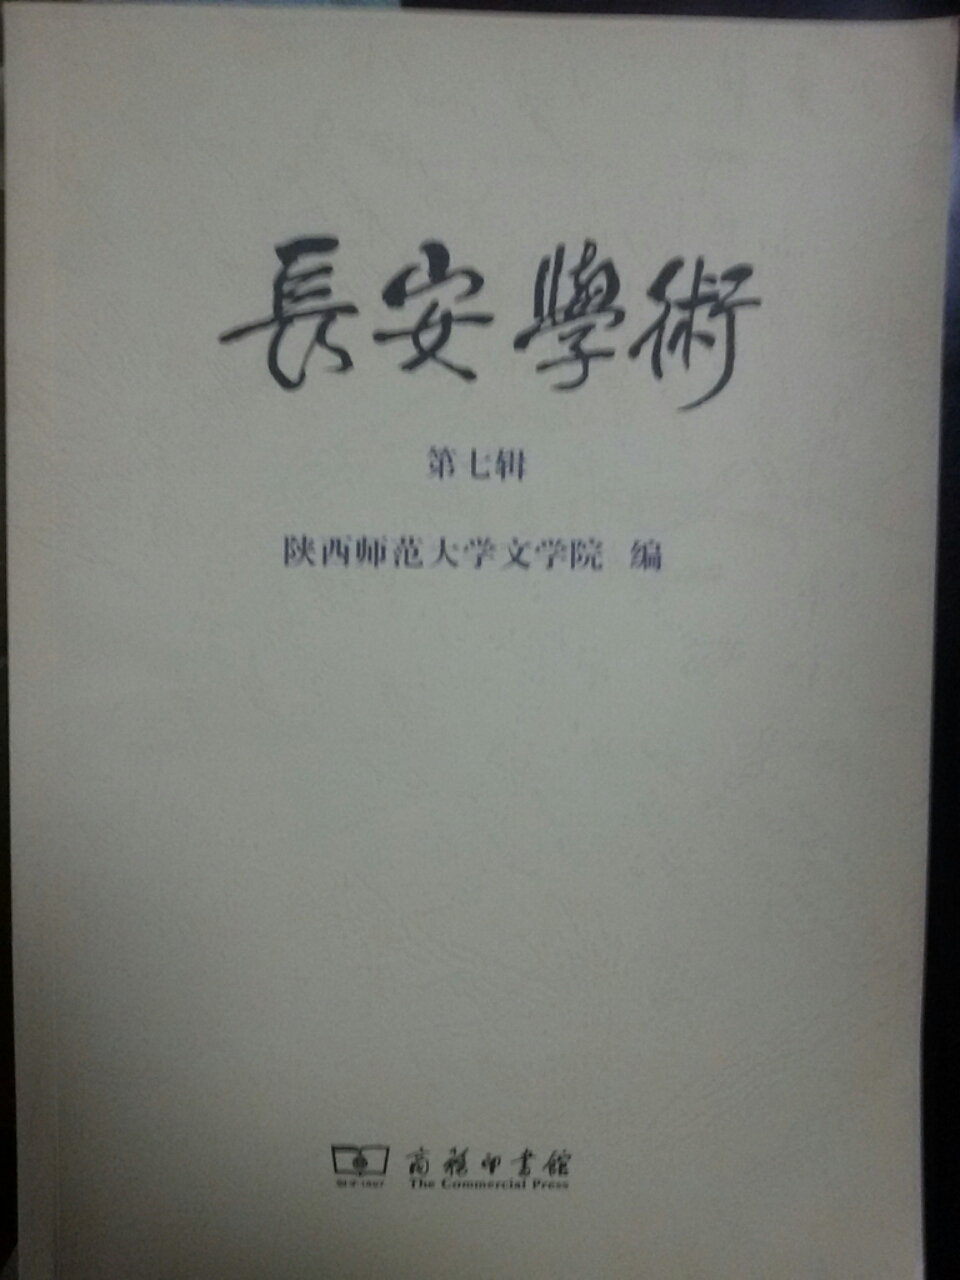 長安學術
第七辑
陕西师范大学文学院 编
商務印書館
The Commercial Press